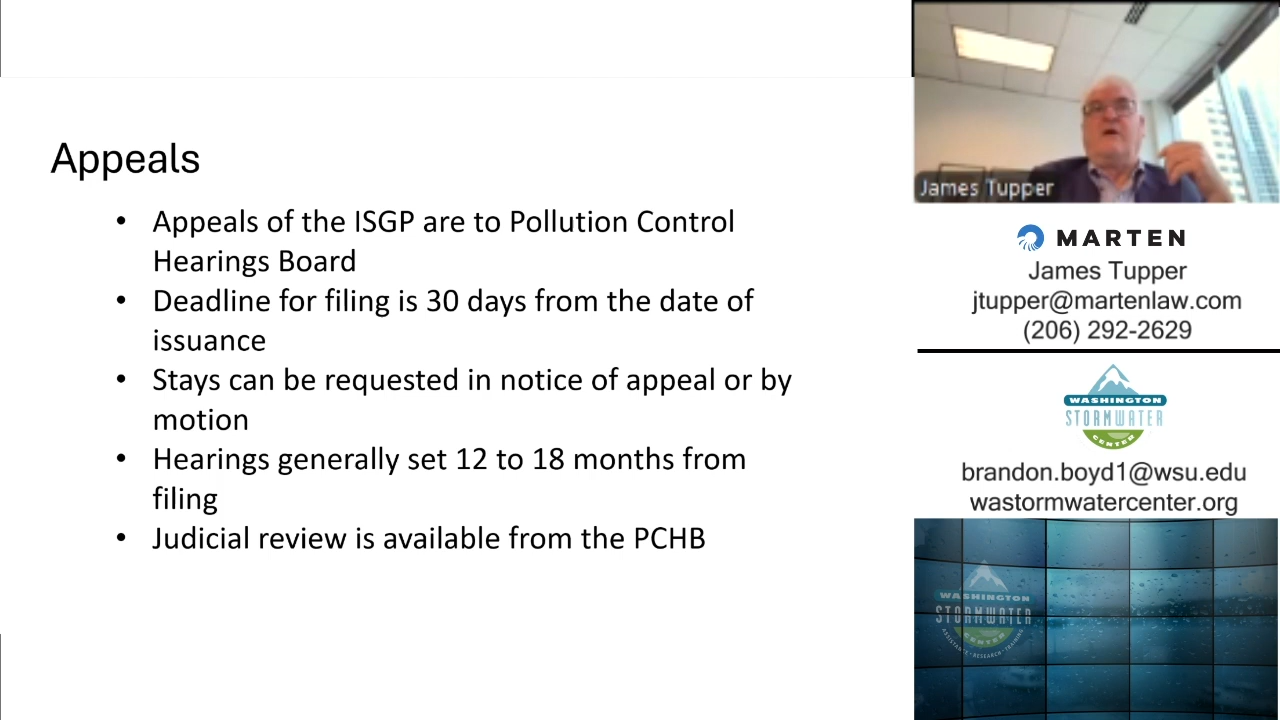 Appeals
• Appeals of the ISGP are to Pollution Control
Hearings Board
• Deadline for filing is 30 days from the date of
issuance
• Stays can be requested in notice of appeal or by
motion
• Hearings generally set 12 to 18 months from
filing
• Judicial review is available from the PCHB
James Tupper
MARTEN
James Tupper
jtupper@martenlaw.com
(206) 292-2629
WASHINGTON
STORMWATER
CENTER
brandon.boyd1@wsu.edu
wastormwatercenter.org
WASHINGTON
STORMWATER
CENTER
ASSISTANCE • RESEARCH • TRAINING